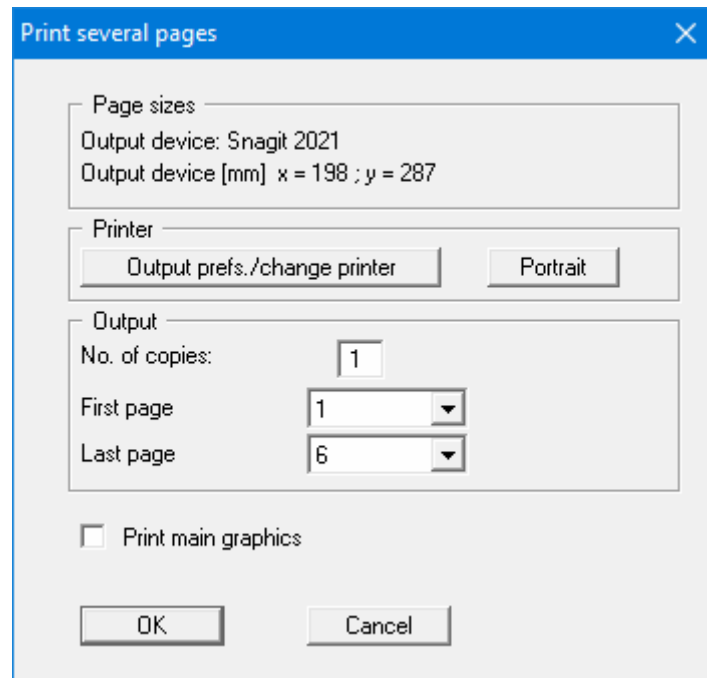 Print several pages
Page sizes
Output device: Snagit 2021
Output device [mm]  x = 198 ; y = 287
Printer
Output prefs./change printer
Portrait
Output
No. of copies: 1
First page 1
Last page 6
Print main graphics
OK
Cancel